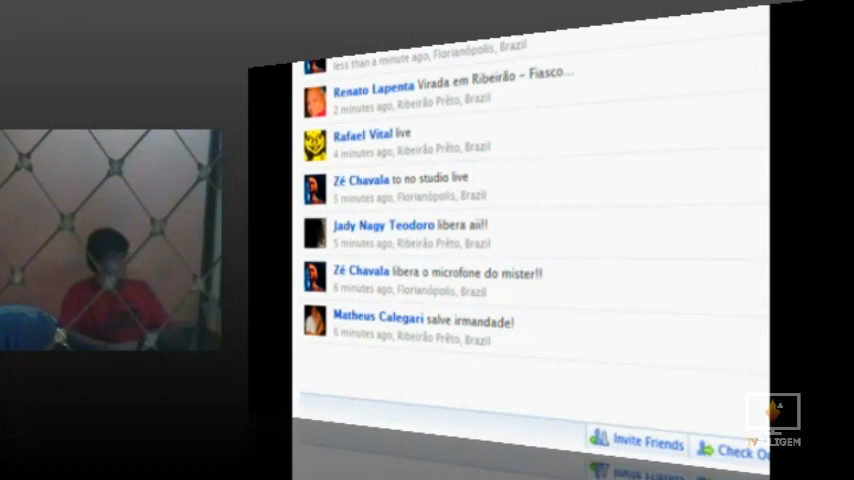 less than a minute ago, Florianópolis, Brazil
Renato Lapenta Virada em Ribeirão - Fiasco...
2 minutes ago, Ribeirão Prêto, Brazil
Rafael Vital live
4 minutes ago, Ribeirão Prêto, Brazil
Zé Chavala to no studio live
5 minutes ago, Florianópolis, Brazil
Jady Nagy Teodoro libera aii!!
5 minutes ago, Ribeirão Prêto, Brazil
Zé Chavala libera o microfone do mister!!
6 minutes ago, Florianópolis, Brazil
Matheus Calegari salve irmandade!
6 minutes ago, Ribeirão Prêto, Brazil
Invite Friends
Check
TV